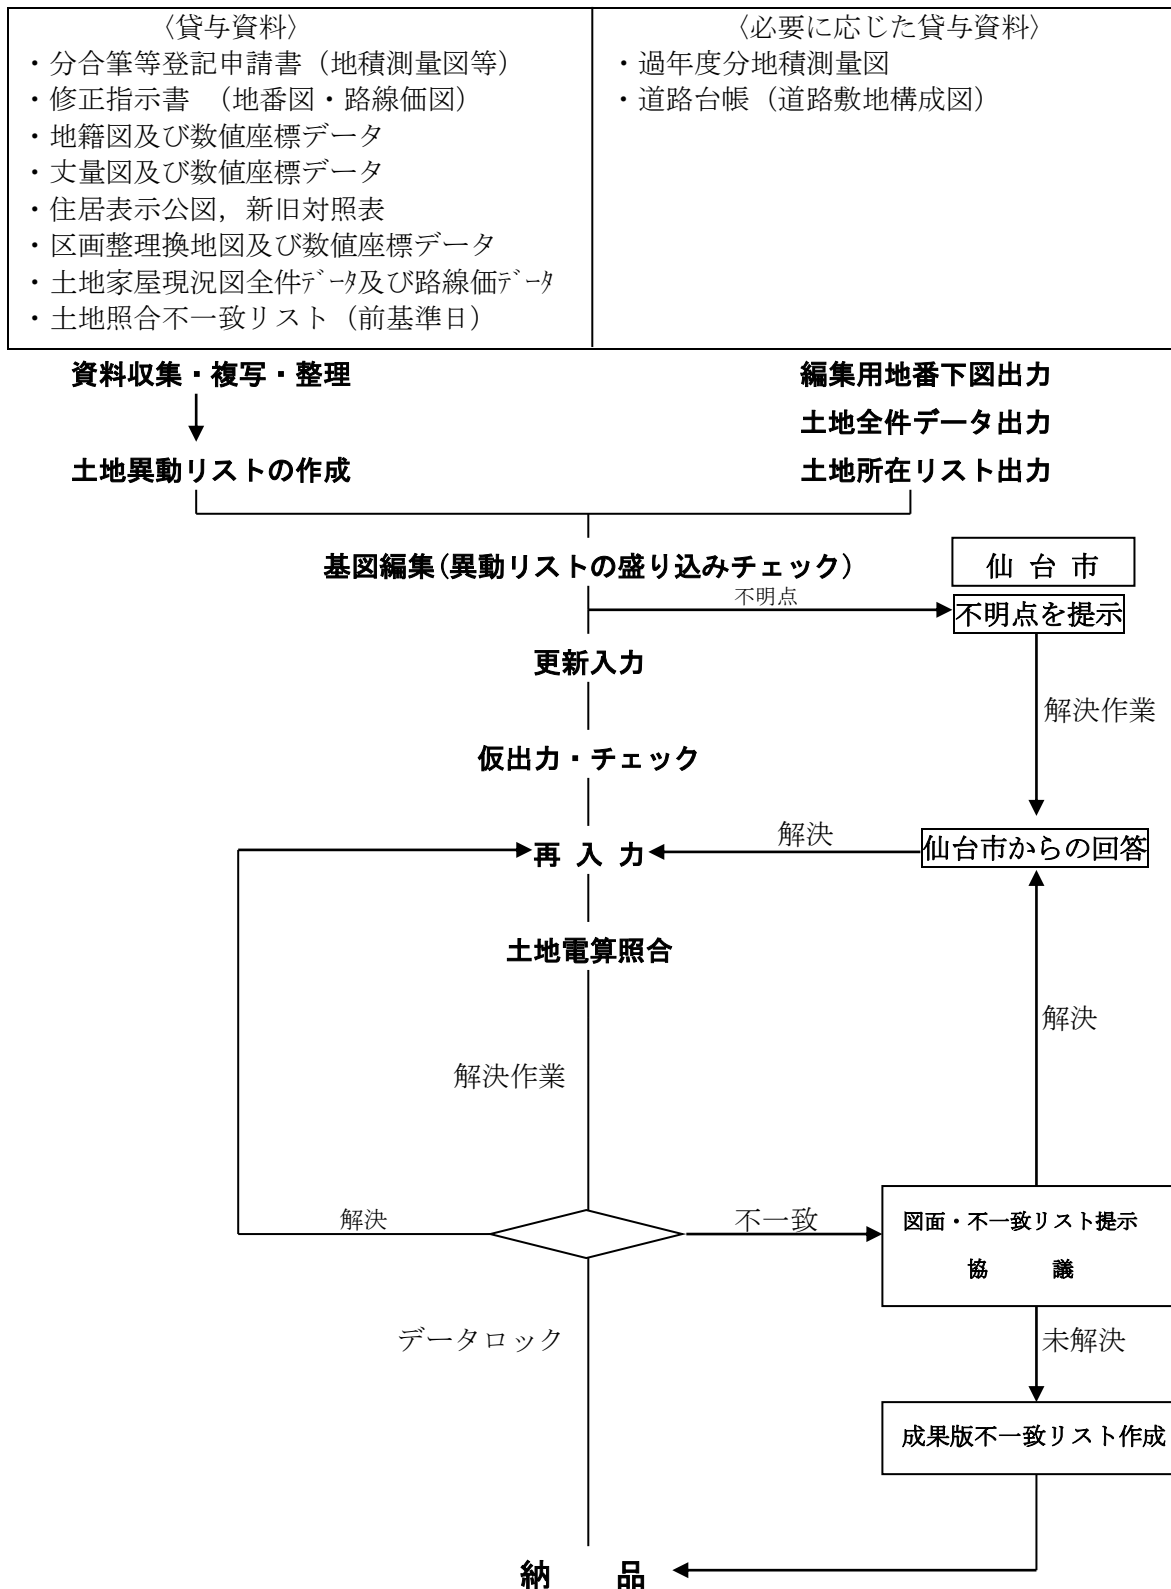 〈貸与資料〉
・分合筆等登記申請書（地積測量図等）
・修正指示書　（地番図・路線価図）
・地籍図及び数値座標データ
・丈量図及び数値座標データ
・住居表示公図，新旧対照表
・区画整理換地図及び数値座標データ
・土地家屋現況図全件ﾃﾞｰﾀ及び路線価ﾃﾞｰﾀ
・土地照合不一致リスト（前基準日）
〈必要に応じた貸与資料〉
・過年度分地積測量図
・道路台帳（道路敷地構成図）
資料収集・複写・整理
土地異動リストの作成
編集用地番下図出力
土地全件データ出力
土地所在リスト出力
基図編集(異動リストの盛り込みチェック)
仙 台 市
不明点
不明点を提示
更新入力
解決作業
仮出力・チェック
解決
再 入 力
仙台市からの回答
土地電算照合
解決
解決作業
解決
不一致
図面・不一致リスト提示
協　　議
データロック
未解決
成果版不一致リスト作成
納　　品